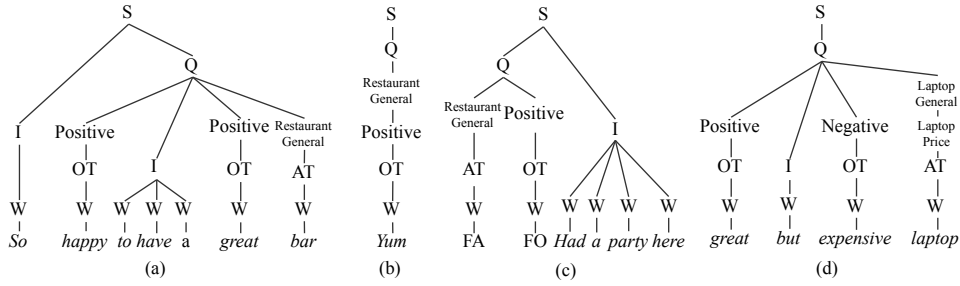 S S S S
Q Q Q Q
Restaurant General Restaurant General Laptop General
I Positive I Positive Restaurant General Positive Positive I Positive Negative Laptop Price
OT OT AT OT AT OT OT I OT AT
W W W W W W W W W W W W W W W W W W
So happy to have a great bar Yum FA FO Had a party here great but expensive laptop
(a) (b) (c) (d)